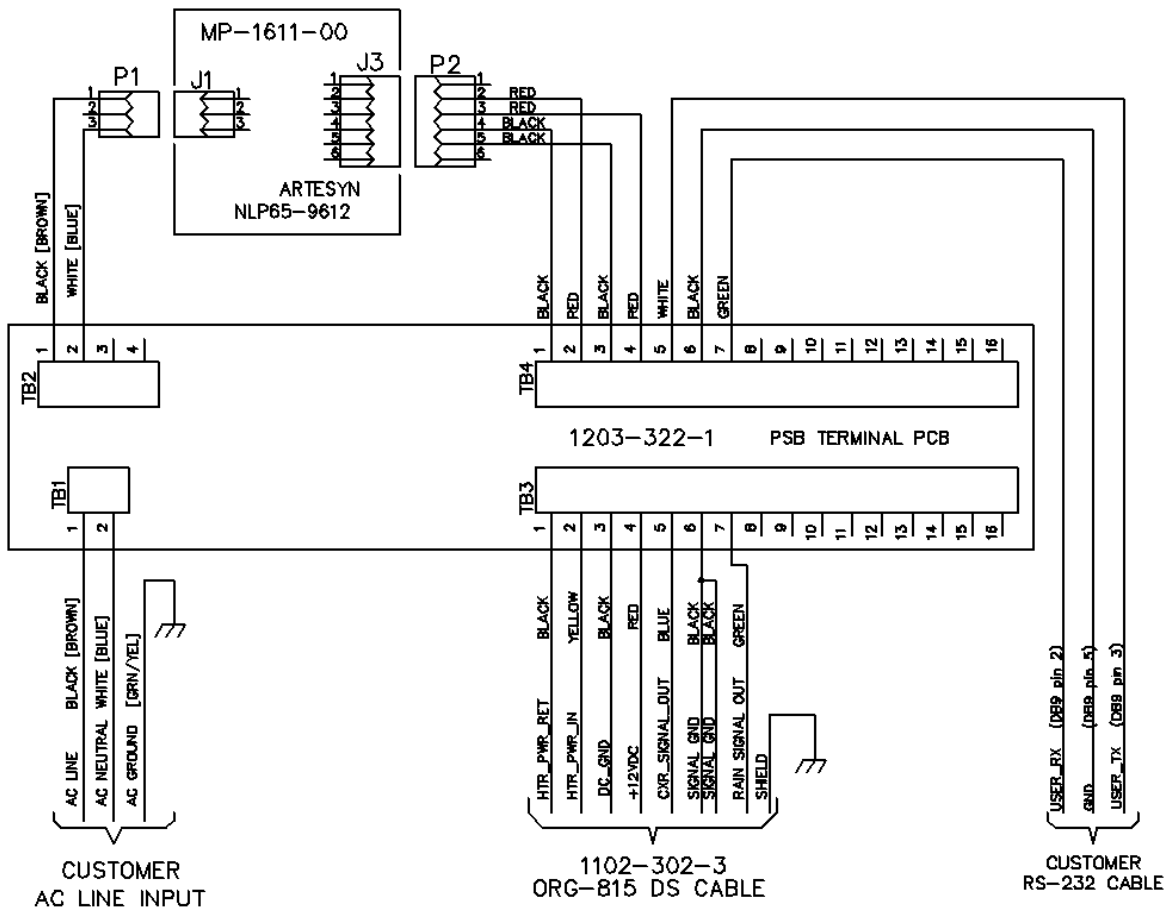 MP-1611-00
P1
J1
J3
P2
1
2
3
1
2
3
1
2
3
4
5
6
1
2
3
4
5
6
RED
RED
BLACK
BLACK
ARTESYN
NLP65-9612
BLACK [BROWN]
WHITE [BLUE]
BLACK
RED
BLACK
RED
WHITE
BLACK
GREEN
1
2
3
4
TB2
1
2
3
4
5
6
7
8
9
10
11
12
13
14
15
16
TB4
1203-322-1
PSB TERMINAL PCB
TB1
1
2
TB3
1
2
3
4
5
6
7
8
9
10
11
12
13
14
15
16
AC LINE BLACK [BROWN]
AC NEUTRAL WHITE [BLUE]
AC GROUND [GRN/YEL]
HTR_PWR_RET BLACK
HTR_PWR_IN YELLOW
DC_GND BLACK
+12VDC RED
CXR_SIGNAL_OUT BLUE
SIGNAL GND BLACK
SIGNAL GND BLACK
RAIN SIGNAL OUT GREEN
SHIELD
USER_RX (DB9 pin 2)
GND (DB9 pin 5)
USER_TX (DB9 pin 3)
CUSTOMER
AC LINE INPUT
1102-302-3
ORG-815 DS CABLE
CUSTOMER
RS-232 CABLE